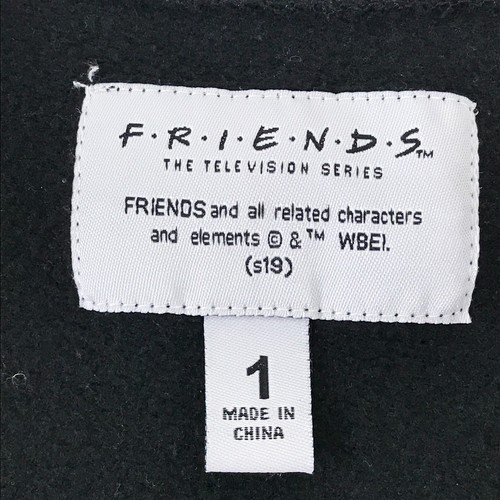 F·R·I·E·N·D·S™
THE TELEVISION SERIES
FRIENDS and all related characters
and elements © & ™ WBEI.
(s19)
1
MADE IN
CHINA